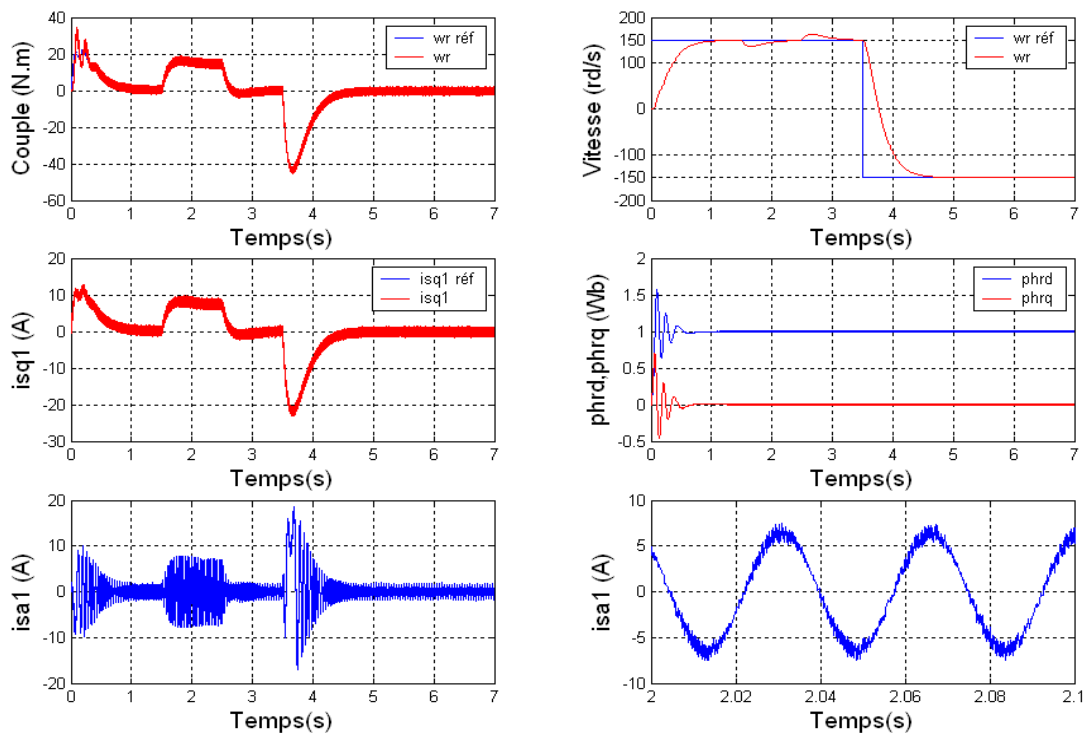 Couple (N.m)
40
20
0
-20
-40
60
0 1 2 3 4 5 6 7
Temps(s)
wr réf
wr
Vitesse (rd/s)
200
150
100
0
-100
-150
-200
0 1 2 3 4 5 6 7
Temps(s)
wr réf
wr
isq1 (A)
20
10
0
-10
-20
-30
0 1 2 3 4 5 6 7
Temps(s)
isq1 réf
isq1
phrd,phrq (Wb)
2
1.5
1
0.5
0
-0.5
0 1 2 3 4 5 6 7
Temps(s)
phrd
phrq
isa1 (A)
20
10
0
-10
-20
0 1 2 3 4 5 6 7
Temps(s)
isa1 (A)
10
5
0
-5
-10
2 2.02 2.04 2.06 2.08 2.1
Temps(s)